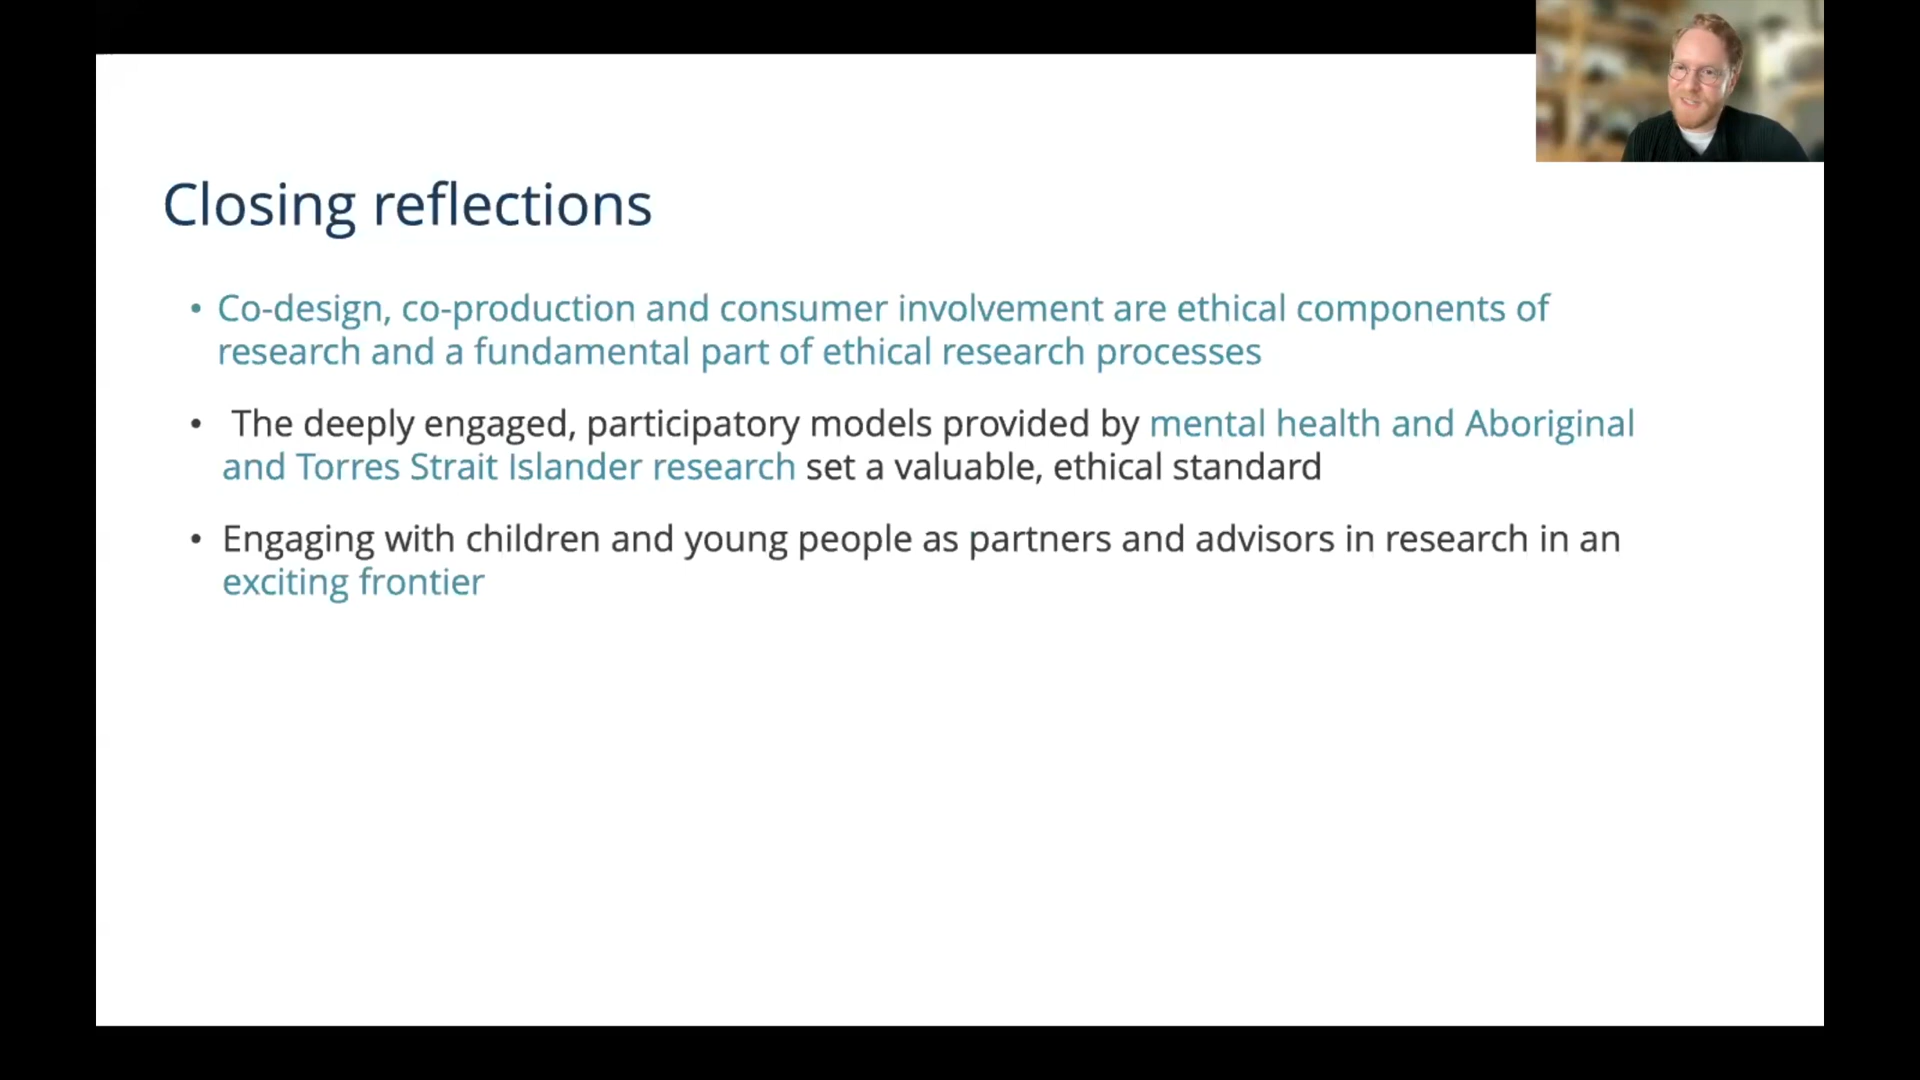 Closing reflections
• Co-design, co-production and consumer involvement are ethical components of
research and a fundamental part of ethical research processes
• The deeply engaged, participatory models provided by mental health and Aboriginal
and Torres Strait Islander research set a valuable, ethical standard
• Engaging with children and young people as partners and advisors in research in an
exciting frontier